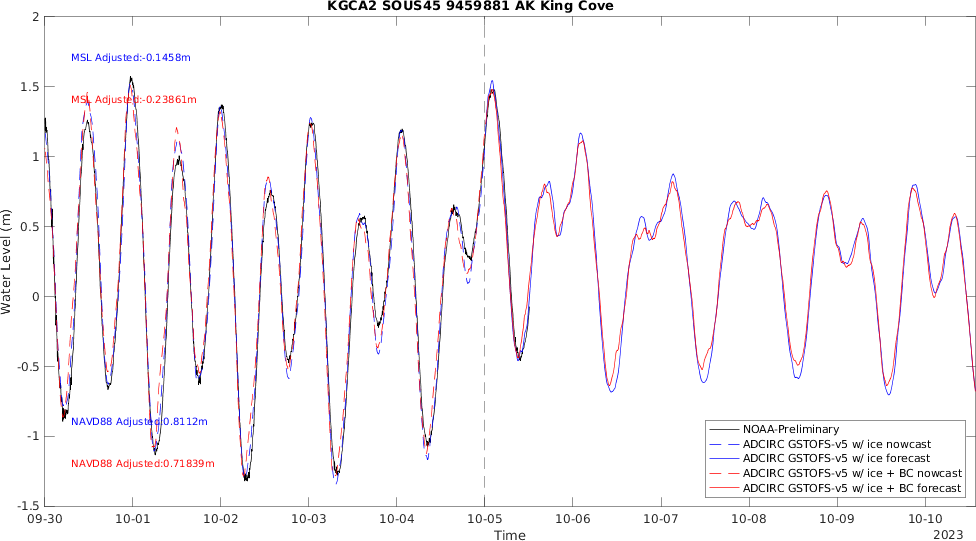 KGCA2 SOUS45 9459881 AK King Cove
2
MSL Adjusted:-0.1458m
1.5
MSL Adjusted:-0.23861m
1
0.5
Water Level (m)
0
-0.5
NAVD88 Adjusted:0.8112m
-1
NAVD88 Adjusted:0.71839m
-1.5
NOAA-Preliminary
ADCIRC GSTOFS-v5 w/ ice nowcast
ADCIRC GSTOFS-v5 w/ ice forecast
ADCIRC GSTOFS-v5 w/ ice + BC nowcast
ADCIRC GSTOFS-v5 w/ ice + BC forecast
09-30 10-01 10-02 10-03 10-04 10-05 10-06 10-07 10-08 10-09 10-10
Time
2023